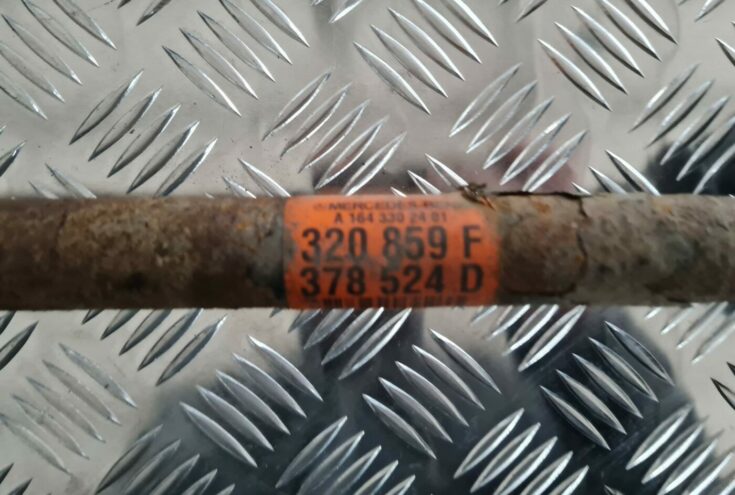 MERCEDES-BENZ
A 164 330 24 01
320 859 F
378 524 D